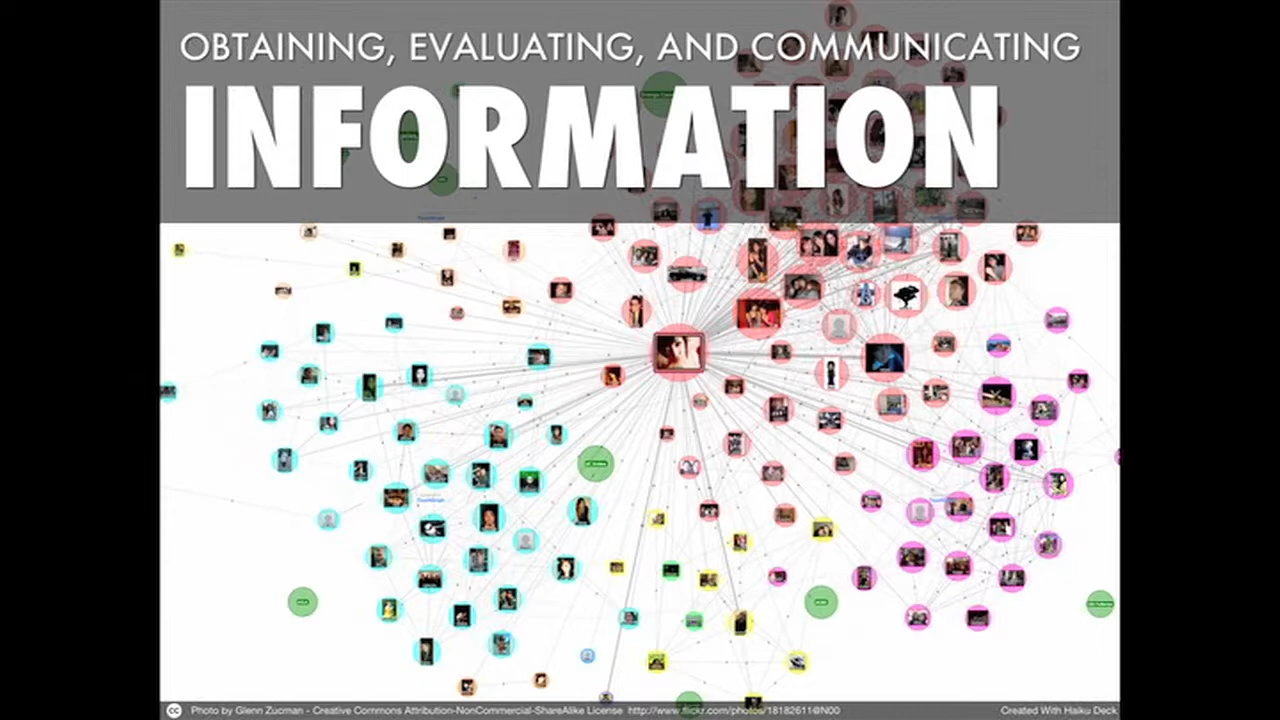 OBTAINING, EVALUATING, AND COMMUNICATING
INFORMATION
Photo by Glenn Zucman - Creative Commons Attribution-NonCommercial-ShareAlike License http://www.flickr.com/photos/18182611@N00
Created With Haiku Deck